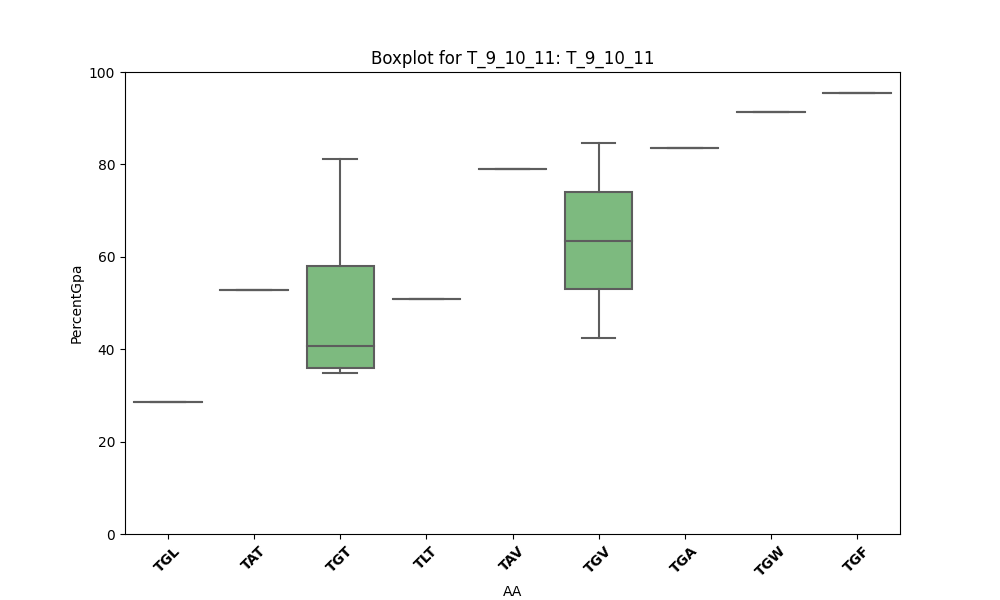 Boxplot for T_9_10_11: T_9_10_11
PercentGpa
100
80
60
40
20
0
TGL TAT TGT TLT TAV TGV TGA TGW TGF
AA